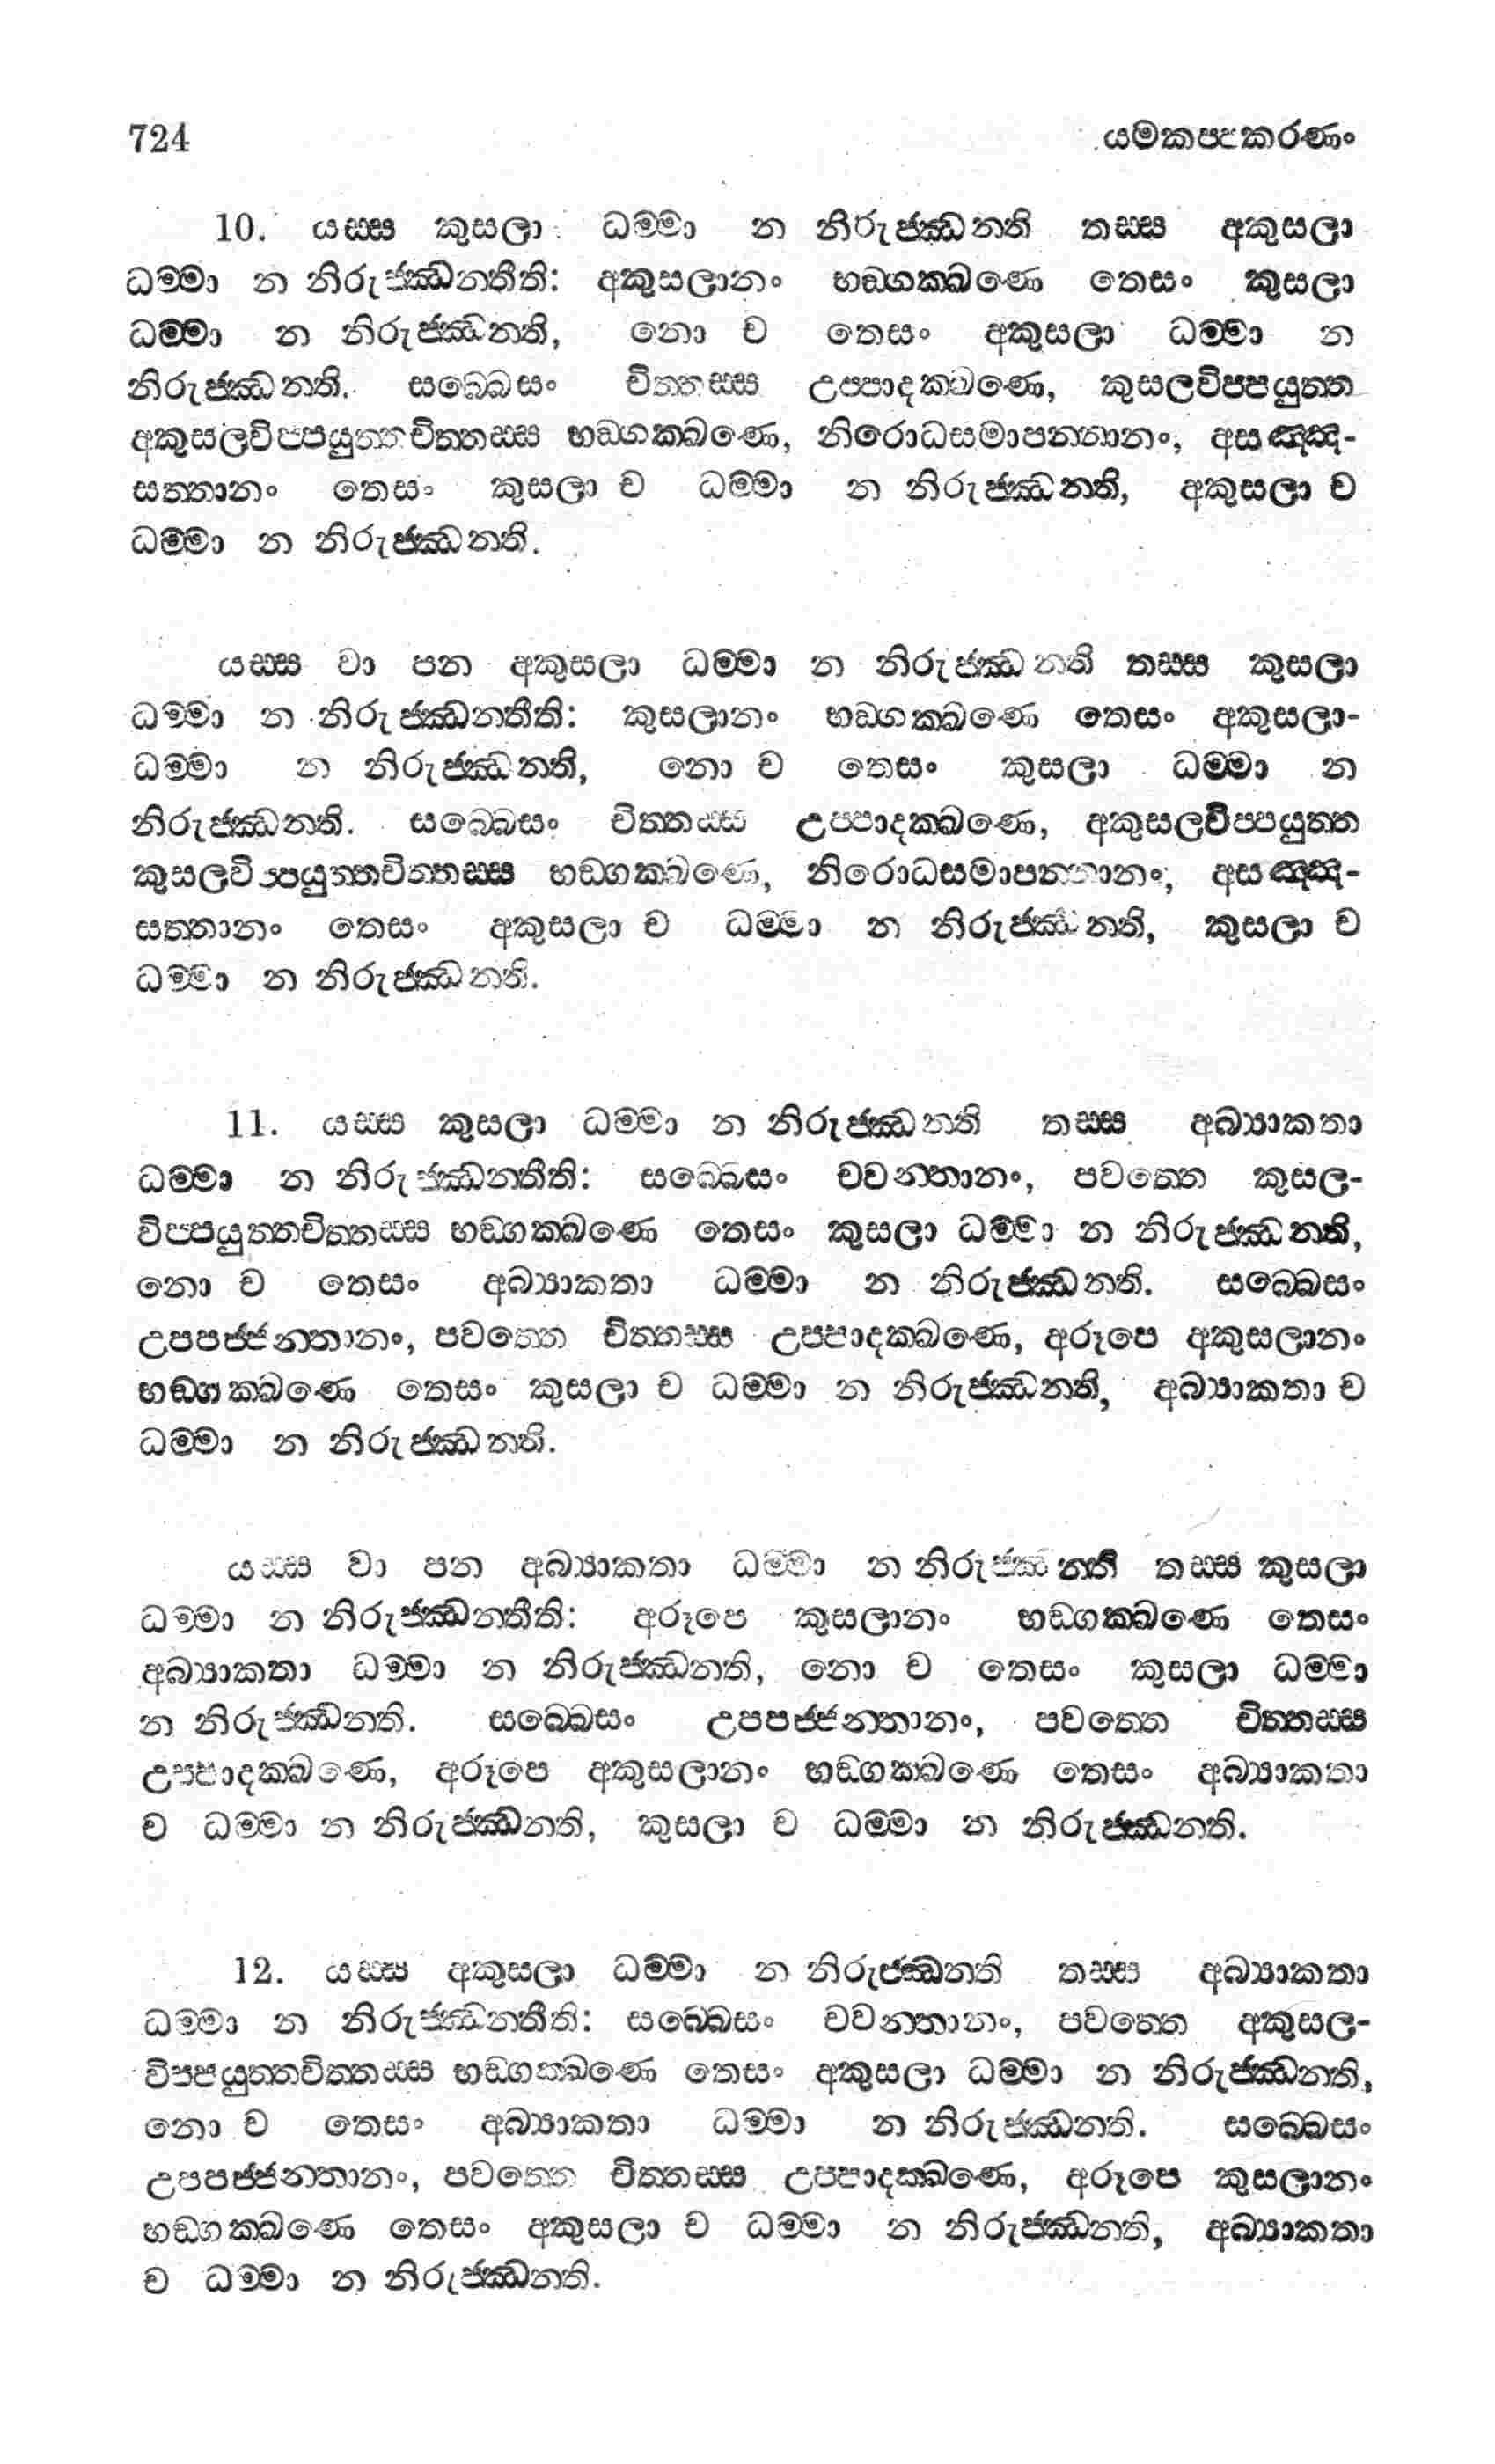 724 යමකප්පකරණං
10. යස්ස කුසලා ධම්මා න නිරුජ්ඣන්ති තස්ස අකුසලා
ධම්මා න නිරුජ්ඣන්තීති: අකුසලානං භඞ්ගක්ඛණෙ තෙසං කුසලා
ධම්මා න නිරුජ්ඣන්ති, නො ච තෙසං අකුසලා ධම්මා න
නිරුජ්ඣන්ති. සබ්බෙසං චිත්තස්ස උප්පාදක්ඛණෙ, කුසලවිප්පයුත්ත
අකුසලවිප්පයුත්තචිත්තස්ස භඞ්ගක්ඛණෙ, නිරොධසමාපන්නානං, අසඤ්ඤ-
සත්තානං තෙසං කුසලා ච ධම්මා න නිරුජ්ඣන්ති, අකුසලා ච
ධම්මා න නිරුජ්ඣන්ති.
යස්ස වා පන අකුසලා ධම්මා න නිරුජ්ඣන්ති තස්ස කුසලා
ධම්මා න නිරුජ්ඣන්තීති: කුසලානං භඞ්ගක්ඛණෙ තෙසං අකුසලා-
ධම්මා න නිරුජ්ඣන්ති, නො ච තෙසං කුසලා ධම්මා න
නිරුජ්ඣන්ති. සබ්බෙසං චිත්තස්ස උප්පාදක්ඛණෙ, අකුසලවිප්පයුත්ත
කුසලවිප්පයුත්තචිත්තස්ස භඞ්ගක්ඛණෙ, නිරොධසමාපන්නානං, අසඤ්ඤ-
සත්තානං තෙසං අකුසලා ච ධම්මා න නිරුජ්ඣන්ති, කුසලා ච
ධම්මා න නිරුජ්ඣන්ති.
11. යස්ස කුසලා ධම්මා න නිරුජ්ඣන්ති තස්ස අබ්‍යාකතා
ධම්මා න නිරුජ්ඣන්තීති: සබ්බෙසං චවන්තානං, පවත්තෙ කුසල-
විප්පයුත්තචිත්තස්ස භඞ්ගක්ඛණෙ තෙසං කුසලා ධම්මා න නිරුජ්ඣන්ති,
නො ච තෙසං අබ්‍යාකතා ධම්මා න නිරුජ්ඣන්ති. සබ්බෙසං
උපපජ්ජන්තානං, පවත්තෙ චිත්තස්ස උප්පාදක්ඛණෙ, අරූපෙ අකුසලානං
භඞ්ගක්ඛණෙ තෙසං කුසලා ච ධම්මා න නිරුජ්ඣන්ති, අබ්‍යාකතා ච
ධම්මා න නිරුජ්ඣන්ති.
යස්ස වා පන අබ්‍යාකතා ධම්මා න නිරුජ්ඣන්ති තස්ස කුසලා
ධම්මා න නිරුජ්ඣන්තීති: අරූපෙ කුසලානං භඞ්ගක්ඛණෙ තෙසං
අබ්‍යාකතා ධම්මා න නිරුජ්ඣන්ති, නො ච තෙසං කුසලා ධම්මා
න නිරුජ්ඣන්ති. සබ්බෙසං උපපජ්ජන්තානං, පවත්තෙ චිත්තස්ස
උප්පාදක්ඛණෙ, අරූපෙ අකුසලානං භඞ්ගක්ඛණෙ තෙසං අබ්‍යාකතා
ච ධම්මා න නිරුජ්ඣන්ති, කුසලා ච ධම්මා න නිරුජ්ඣන්ති.
12. යස්ස අකුසලා ධම්මා න නිරුජ්ඣන්ති තස්ස අබ්‍යාකතා
ධම්මා න නිරුජ්ඣන්තීති: සබ්බෙසං චවන්තානං, පවත්තෙ අකුසල-
විප්පයුත්තචිත්තස්ස භඞ්ගක්ඛණෙ තෙසං අකුසලා ධම්මා න නිරුජ්ඣන්ති,
නො ච තෙසං අබ්‍යාකතා ධම්මා න නිරුජ්ඣන්ති. සබ්බෙසං
උපපජ්ජන්තානං, පවත්තෙ චිත්තස්ස උප්පාදක්ඛණෙ, අරූපෙ කුසලානං
භඞ්ගක්ඛණෙ තෙසං අකුසලා ච ධම්මා න නිරුජ්ඣන්ති, අබ්‍යාකතා
ච ධම්මා න නිරුජ්ඣන්ති.